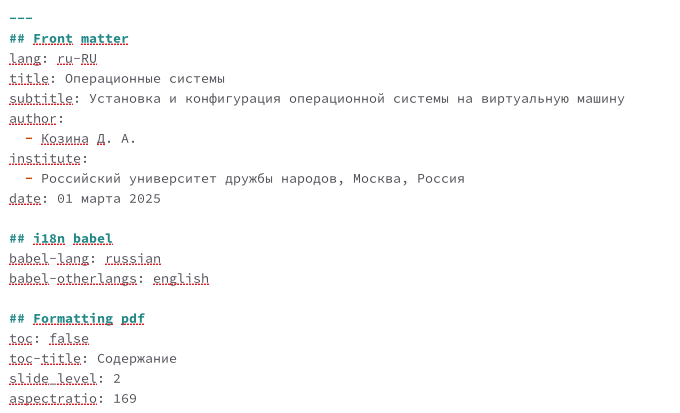 ---
## Front matter
lang: ru-RU
title: Операционные системы
subtitle: Установка и конфигурация операционной системы на виртуальную машину
author:
  - Козина Д. А.
institute:
  - Российский университет дружбы народов, Москва, Россия
date: 01 марта 2025

## i18n babel
babel-lang: russian
babel-otherlangs: english

## Formatting pdf
toc: false
toc-title: Содержание
slide_level: 2
aspectratio: 169